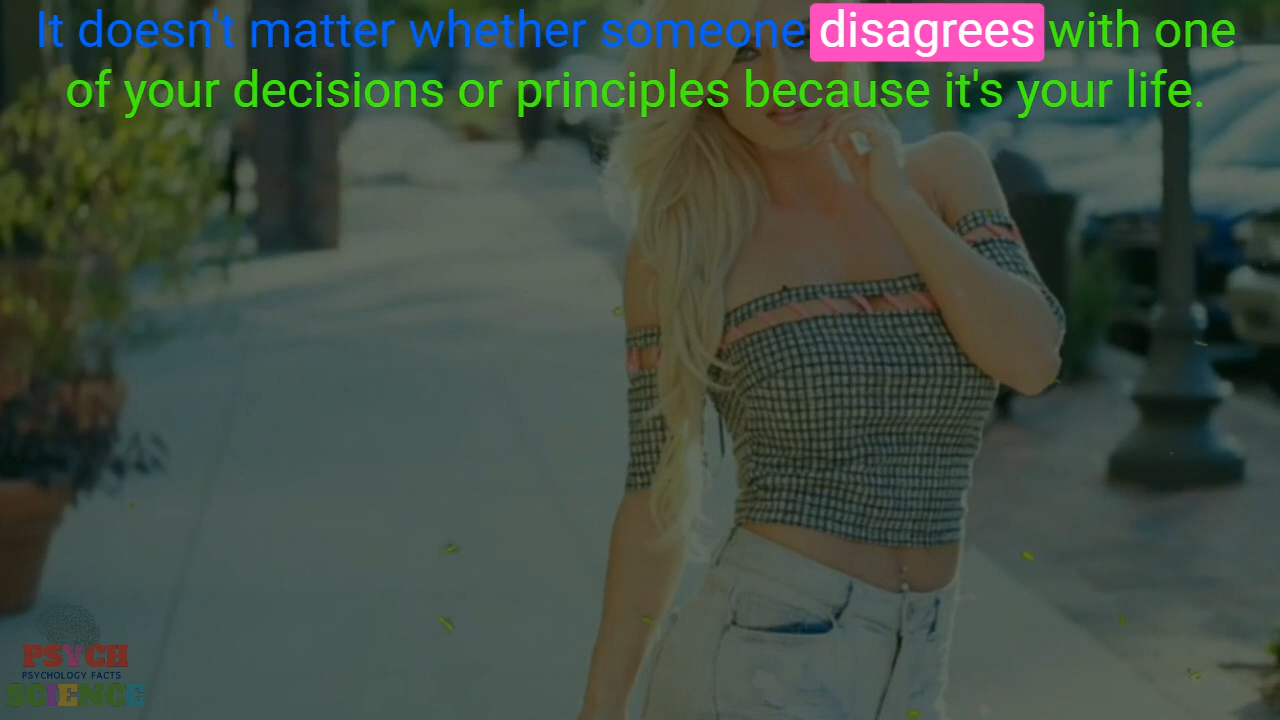 It doesn't matter whether someone disagrees with one
of your decisions or principles because it's your life.
PSYCH
PSYCHOLOGY FACTS
SCIENCE